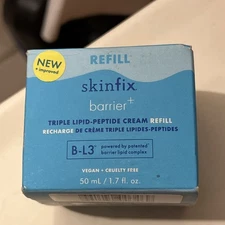 REFILL
NEW
+ improved
skinfix
barrier+
TRIPLE LIPID-PEPTIDE CREAM REFILL
RECHARGE DE CRÈME TRIPLE LIPIDES-PEPTIDES
B-L3
powered by patented
barrier lipid complex
VEGAN + CRUELTY FREE
50 mL / 1.7 fl. oz.